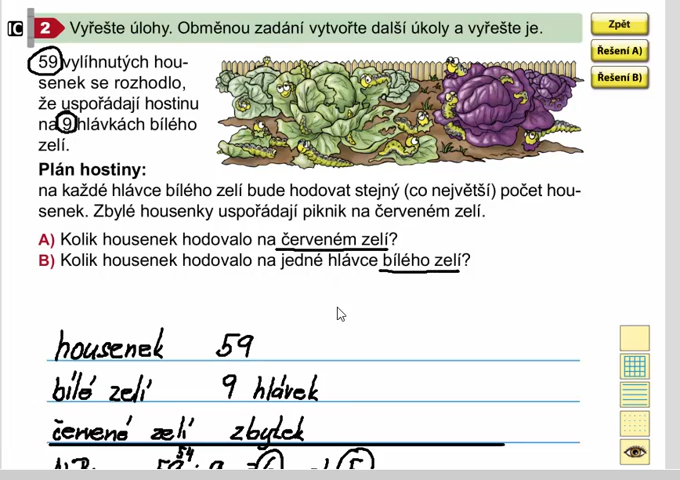 2 Vyřešte úlohy. Obměnou zadání vytvořte další úkoly a vyřešte je.
Zpět
Řešení A)
Řešení B)
59 vylíhnutých hou-
senek se rozhodlo,
že uspořádají hostinu
na 9 hlávkách bílého
zelí.
Plán hostiny:
na každé hlávce bílého zelí bude hodovat stejný (co největší) počet hou-
senek. Zbylé housenky uspořádají piknik na červeném zelí.
A) Kolik housenek hodovalo na červeném zelí?
B) Kolik housenek hodovalo na jedné hlávce bílého zelí?
housenek 59
bílé zelí 9 hlávek
červené zelí zbytek